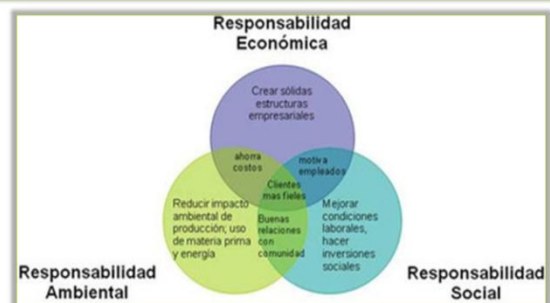 Responsabilidad
Económica
Crear sólidas
estructuras
empresariales
ahorra
costos
motiva
empleados
Clientes
mas fieles
Reducir impacto
ambiental de
producción; uso
de materia prima
y energía
Buenas
relaciones
con
comunidad
Mejorar
condiciones
laborales,
hacer
inversiones
sociales
Responsabilidad
Ambiental
Responsabilidad
Social